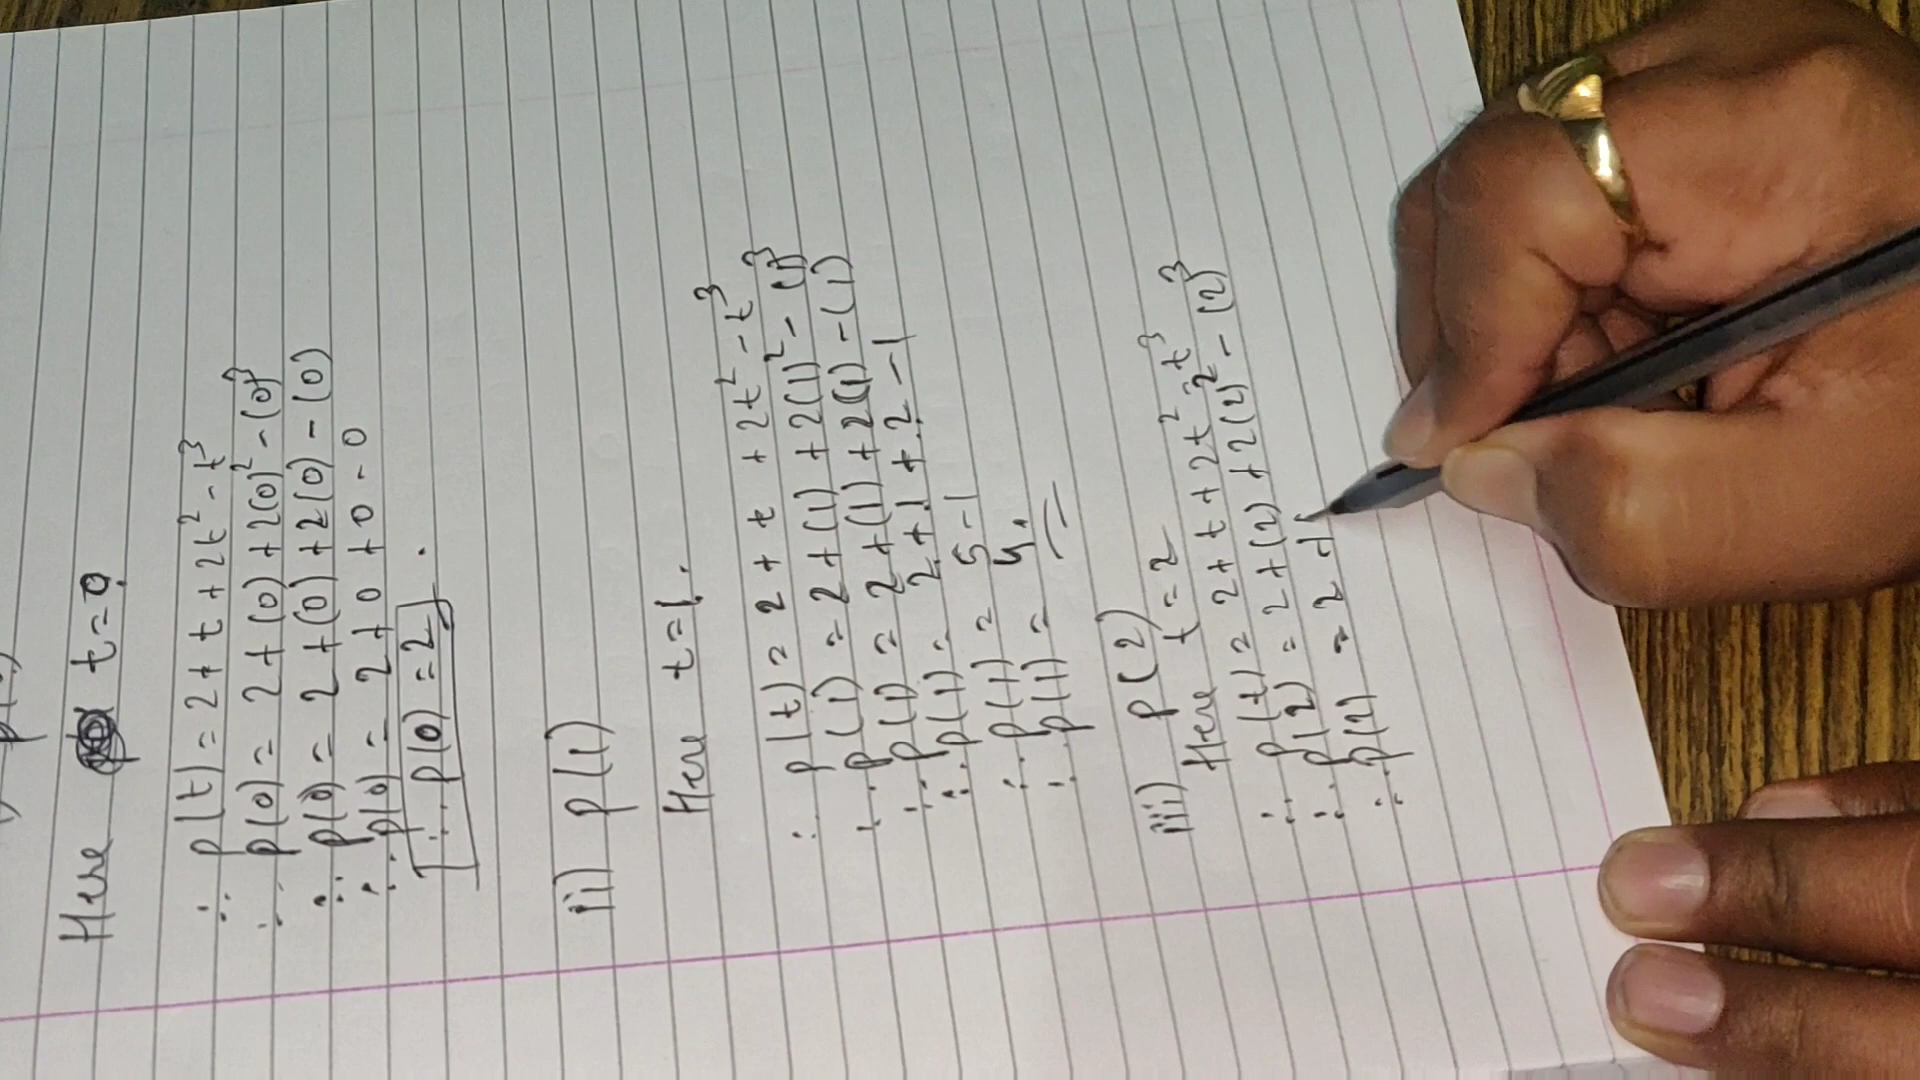 Here t=0.
∴ p(t) = 2+t+2t²-t³
∴ p(0) = 2+(0)+2(0)²-(0)³
∴ p(0) = 2+(0)+2(0)-(0)
∴ p(0) = 2+0+0-0
∴ p(0) = 2.
ii) p(1)
Here t=1.
∴ p(t) = 2+t+2t²-t³
∴ p(1) = 2+(1)+2(1)²-(1)³
∴ p(1) = 2+(1)+2(1)-(1)
∴ p(1) = 2+1+2-1
∴ p(1) = 5-1
∴ p(1) = 4.
iii) p(2)
Here t=2
∴ p(t) = 2+t+2t²-t³
∴ p(2) = 2+(2)+2(2)²-(2)³
∴ p(2) = 2+